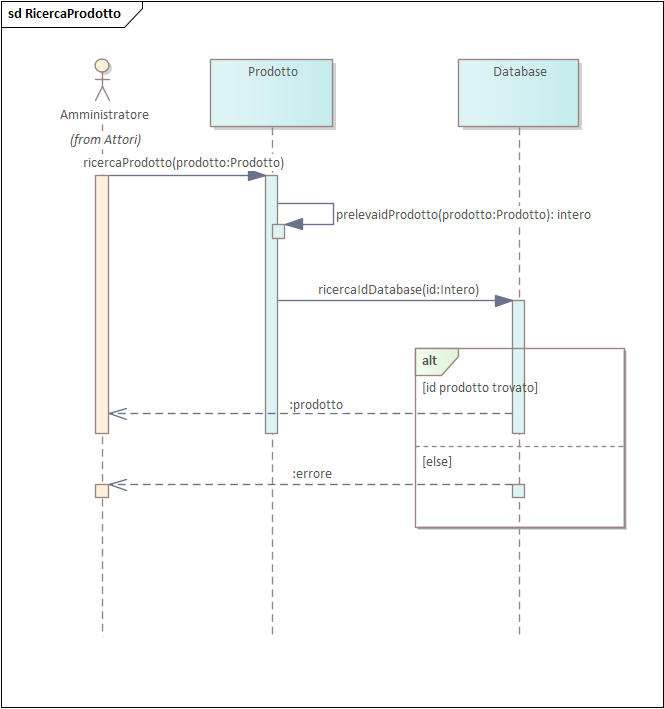 sd RicercaProdotto
Prodotto
Database
Amministratore
(from Attori)
ricercaProdotto(prodotto:Prodotto)
prelevaidProdotto(prodotto:Prodotto): intero
ricercaIdDatabase(id:Intero)
alt
[id prodotto trovato]
:prodotto
[else]
:errore